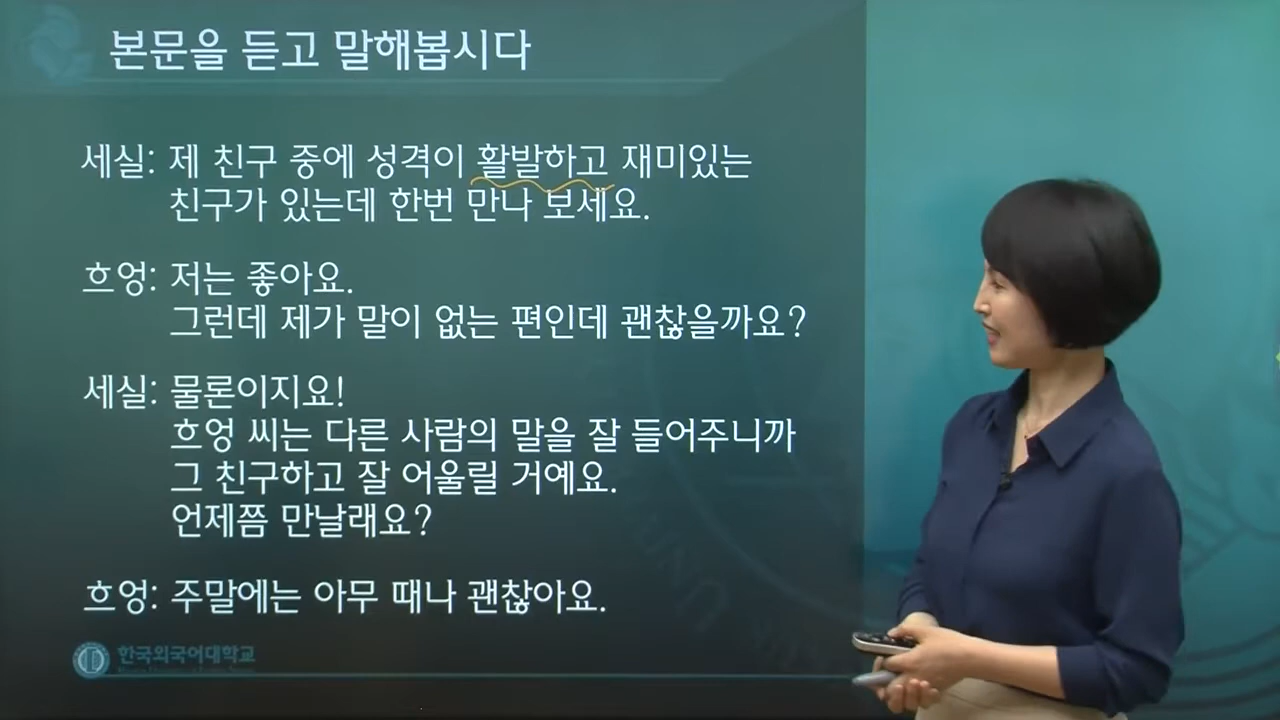 본문을 듣고 말해봅시다
세실: 제 친구 중에 성격이 활발하고 재미있는
친구가 있는데 한번 만나 보세요.
흐엉: 저는 좋아요.
그런데 제가 말이 없는 편인데 괜찮을까요?
세실: 물론이지요!
흐엉 씨는 다른 사람의 말을 잘 들어주니까
그 친구하고 잘 어울릴 거예요.
언제쯤 만날래요?
흐엉: 주말에는 아무 때나 괜찮아요.
한국외국어대학교